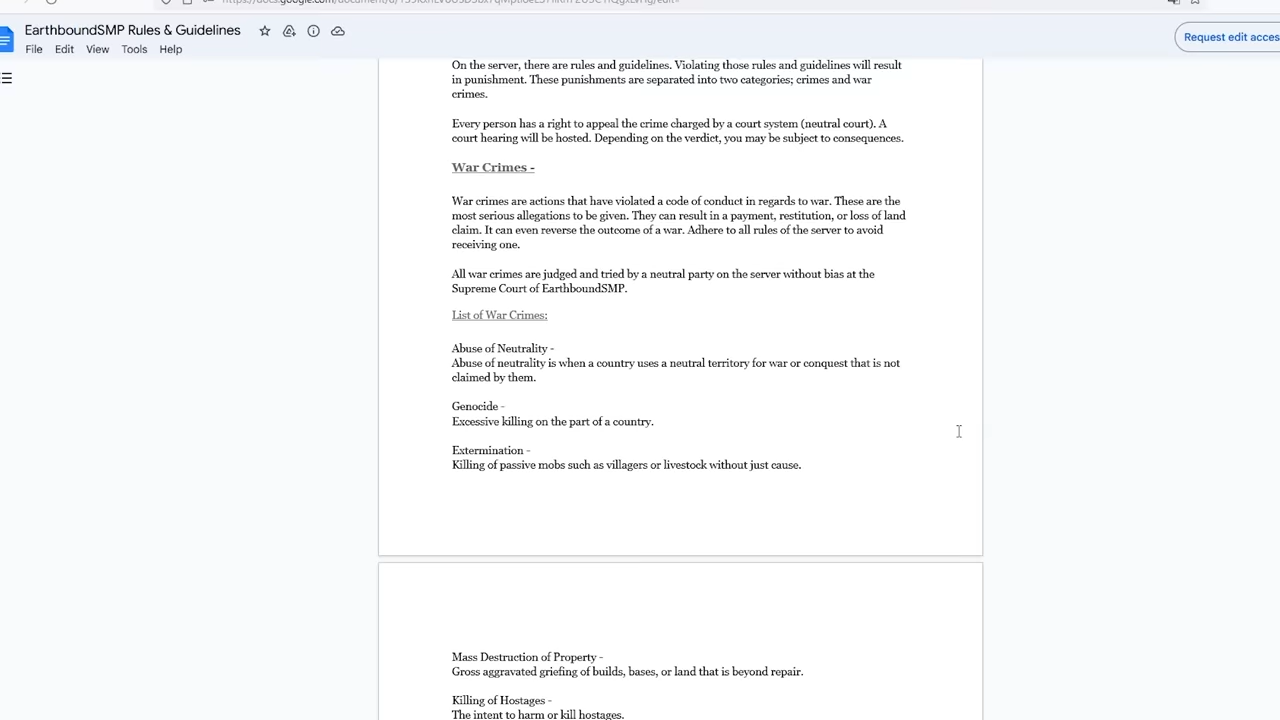 EarthboundSMP Rules & Guidelines
File Edit View Tools Help
Request edit acces
On the server, there are rules and guidelines. Violating those rules and guidelines will result
in punishment. These punishments are separated into two categories; crimes and war
crimes.
Every person has a right to appeal the crime charged by a court system (neutral court). A
court hearing will be hosted. Depending on the verdict, you may be subject to consequences.
War Crimes -
War crimes are actions that have violated a code of conduct in regards to war. These are the
most serious allegations to be given. They can result in a payment, restitution, or loss of land
claim. It can even reverse the outcome of a war. Adhere to all rules of the server to avoid
receiving one.
All war crimes are judged and tried by a neutral party on the server without bias at the
Supreme Court of EarthboundSMP.
List of War Crimes:
Abuse of Neutrality -
Abuse of neutrality is when a country uses a neutral territory for war or conquest that is not
claimed by them.
Genocide -
Excessive killing on the part of a country.
Extermination -
Killing of passive mobs such as villagers or livestock without just cause.
Mass Destruction of Property -
Gross aggravated griefing of builds, bases, or land that is beyond repair.
Killing of Hostages -
The intent to harm or kill hostages.